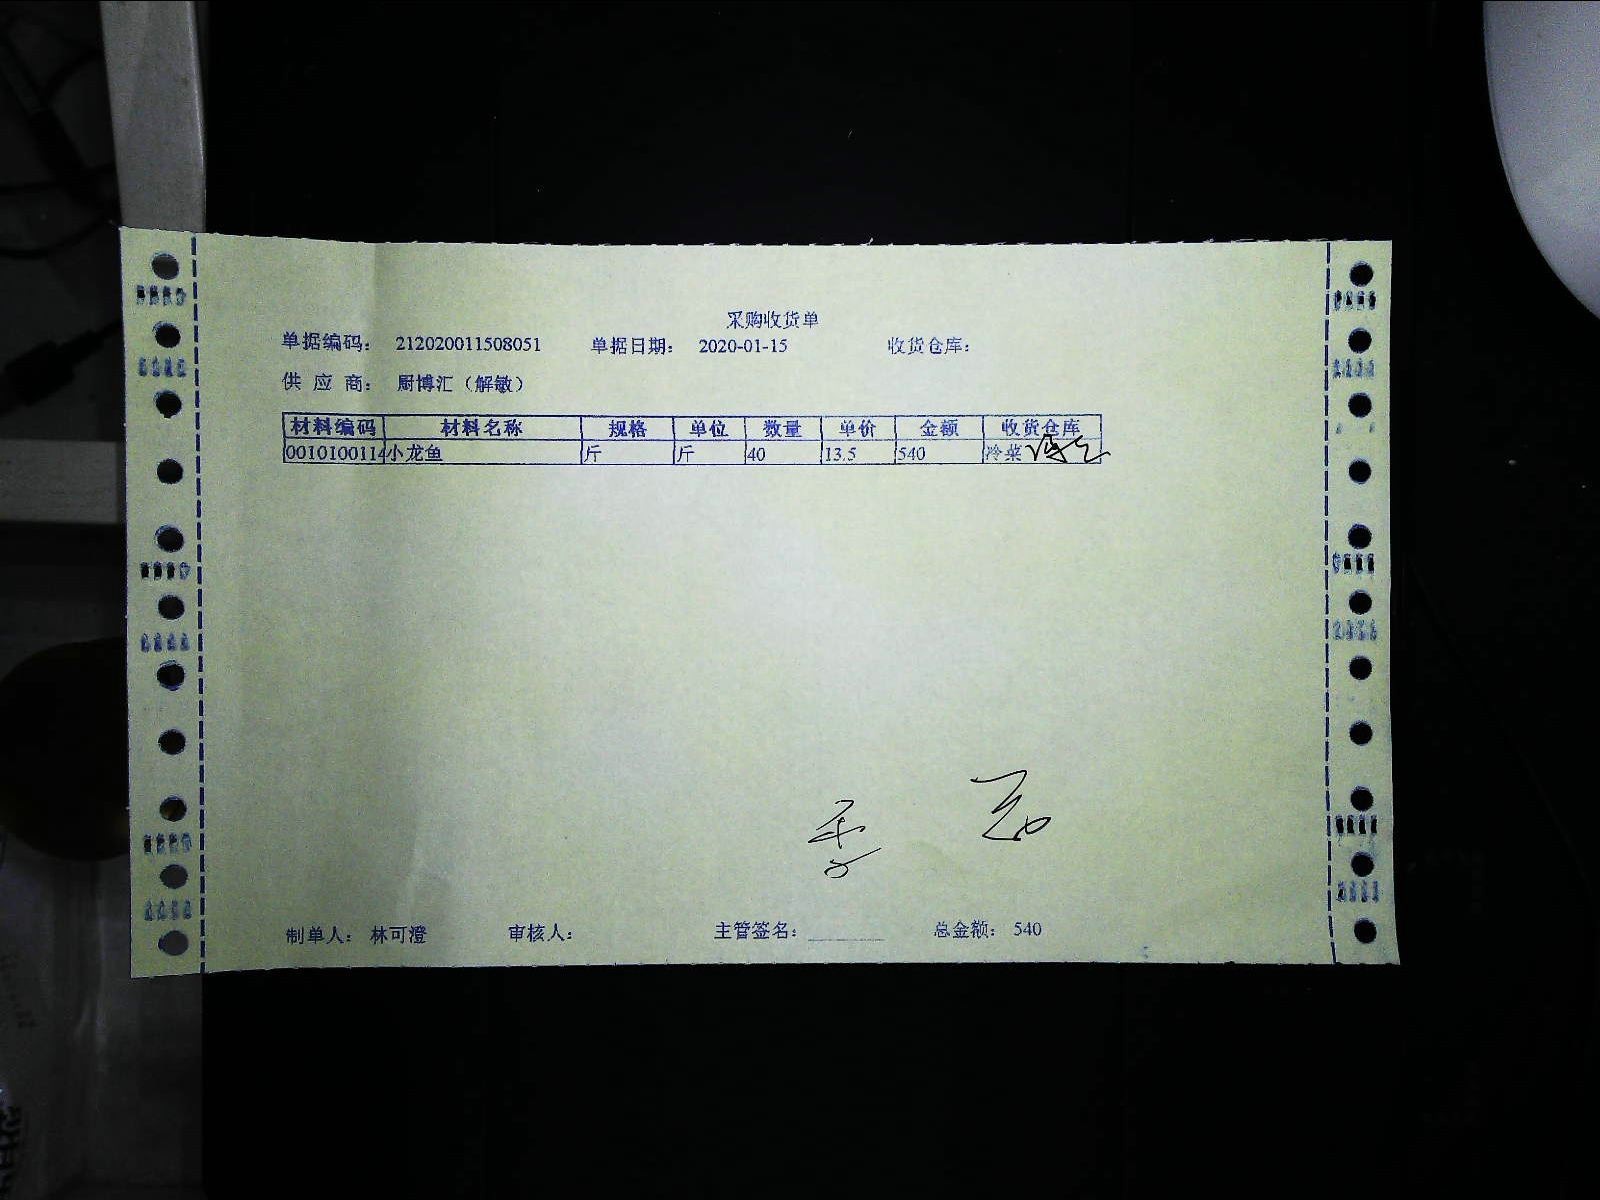 采购收货单
单据编码： 212020011508051 单据日期： 2020-01-15 收货仓库：
供 应 商： 厨博汇（解敏）
材料编码 材料名称 规格 单位 数量 单价 金额 收货仓库
0010100114 小龙鱼 斤 斤 40 13.5 540 冷菜
制单人： 林可澄 审核人： 主管签名： 总金额： 540